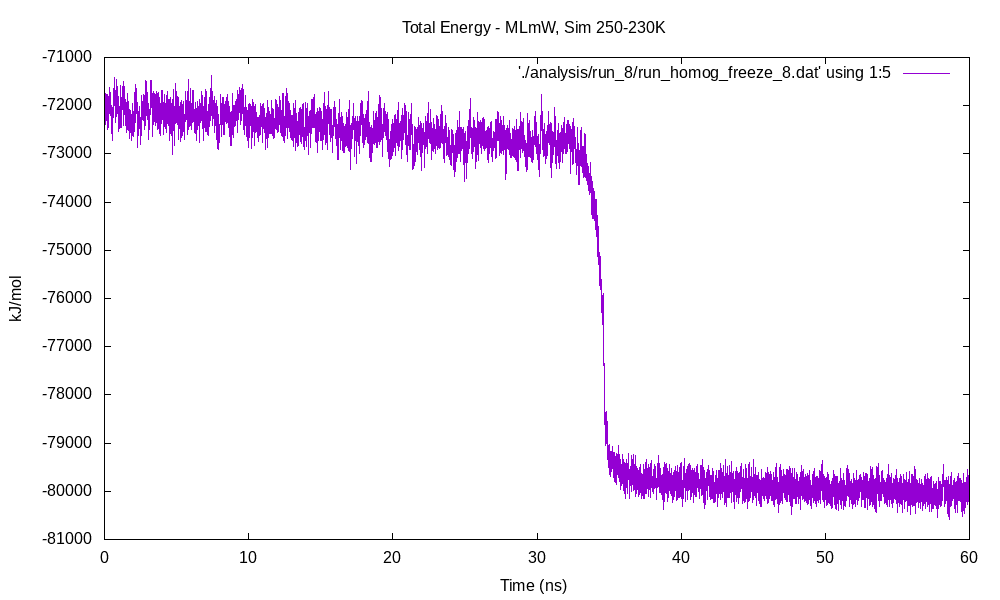 Total Energy - MLmW, Sim 250-230K
'./analysis/run_8/run_homog_freeze_8.dat' using 1:5
-71000
-72000
-73000
-74000
-75000
-76000
-77000
-78000
-79000
-80000
-81000
kJ/mol
0 10 20 30 40 50 60
Time (ns)